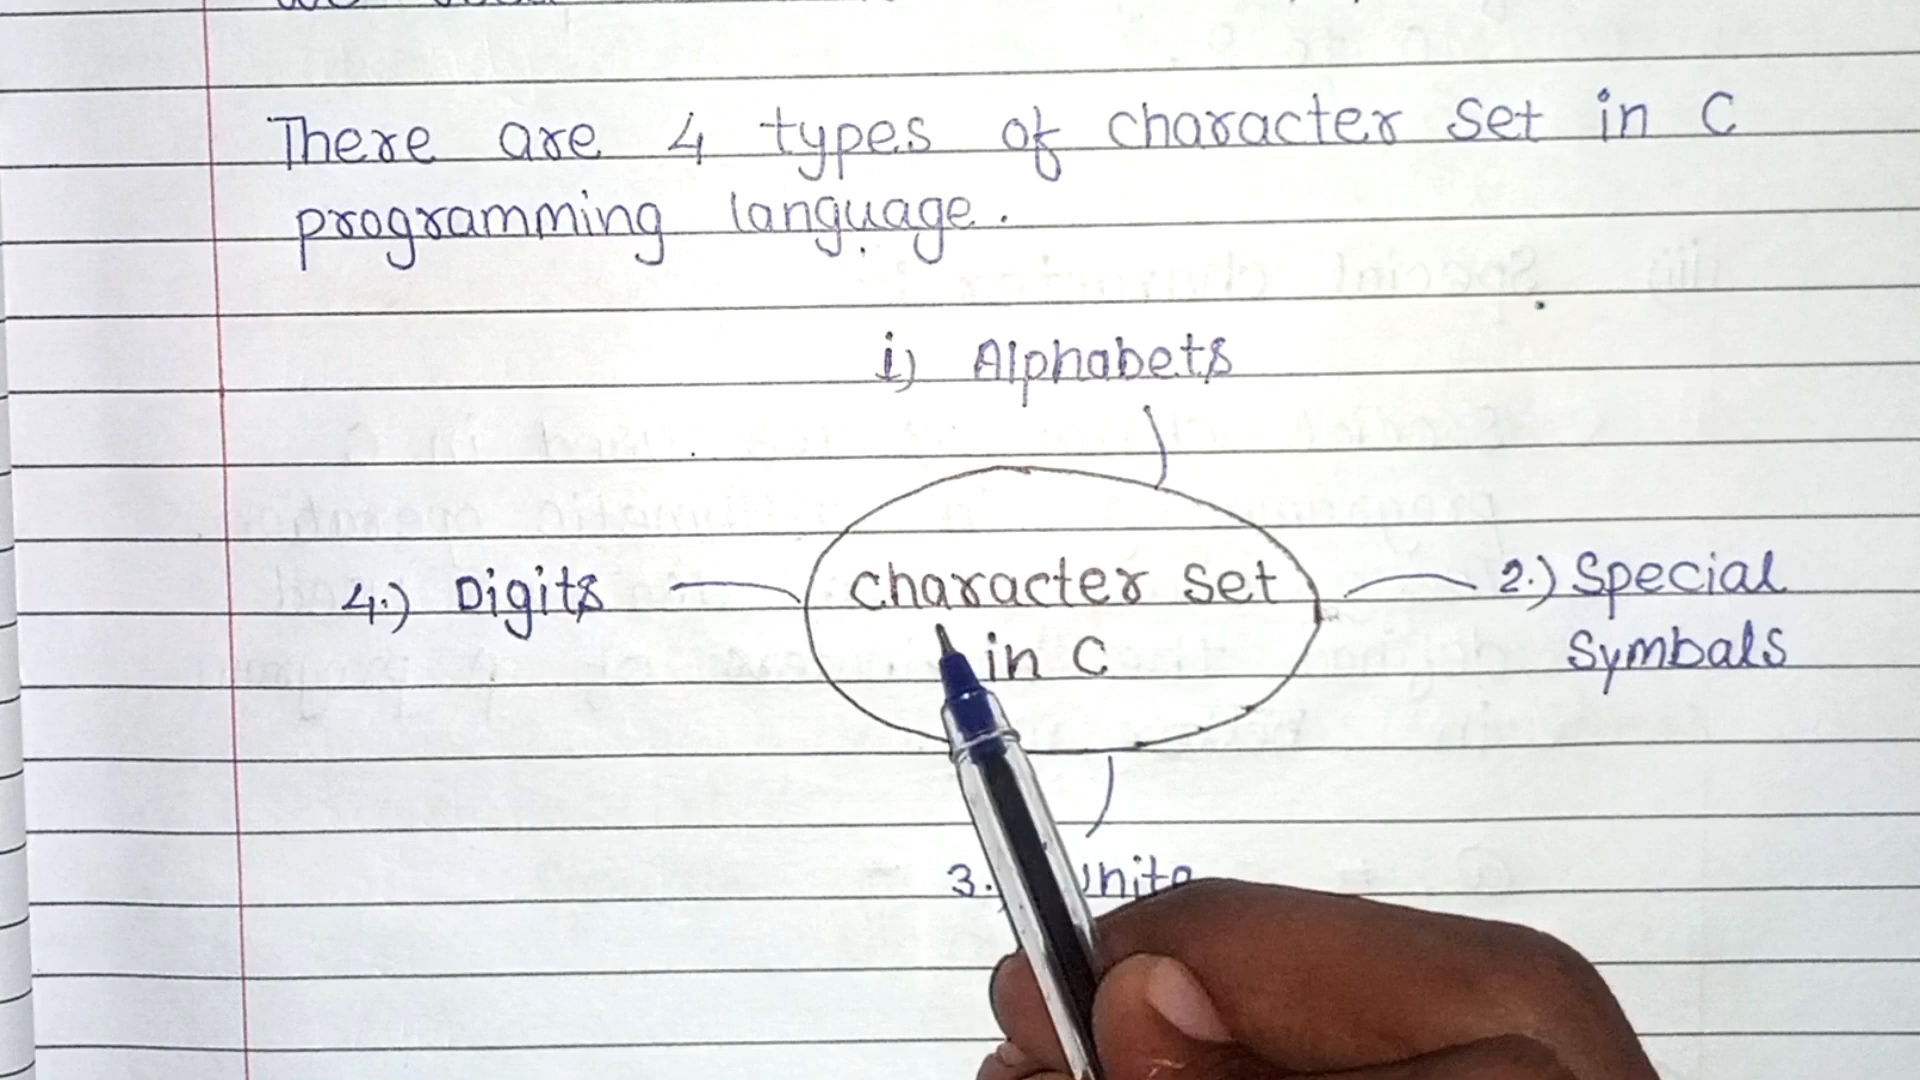 There are 4 types of character set in C
programming language.
i) Alphabets
4.) Digits
character set
in C
2.) Special
Symbals
3.